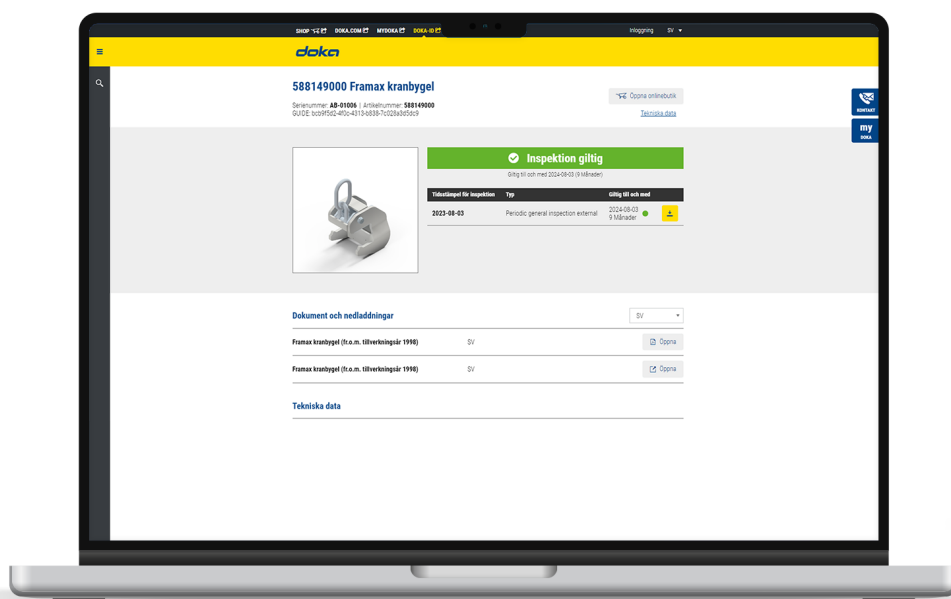 SHOP DOKA.COM MYDOKA DOKA-ID Inloggning SV
doka
588149000 Framax kranbygel
Serienummer: AB-01006 | Artikelnummer: 588149000
GUIDE: bcb9f5d2-4f0c-4313-b838-7c028a3d5dc9
Öppna onlinebutik
Tekniska data
KONTAKT
my
DOKA
Inspektion giltig
Giltig till och med 2024-08-03 (9 Månader)
Tidsstämpel för inspektion Typ Giltig till och med
2023-08-03 Periodic general inspection external 2024-08-03
9 Månader
Dokument och nedladdningar SV
Framax kranbygel (fr.o.m. tillverkningsår 1998) SV Öppna
Framax kranbygel (fr.o.m. tillverkningsår 1998) SV Öppna
Tekniska data